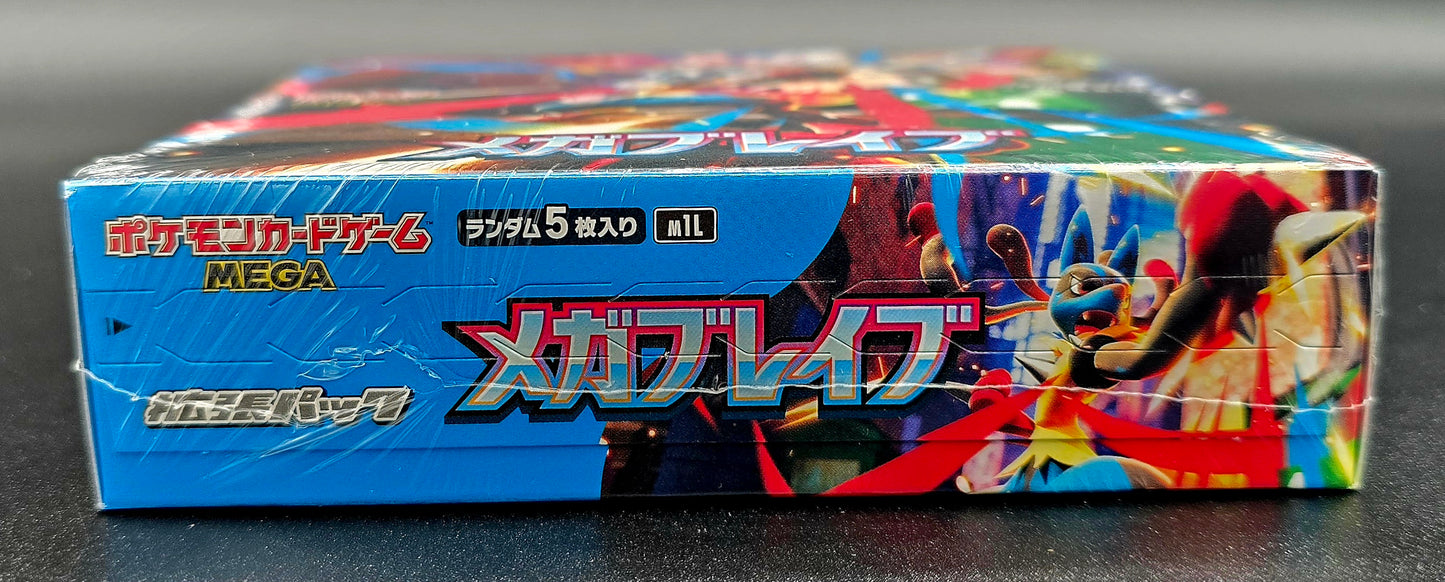 メガブレイブ
ポケモンカードゲーム
MEGA
ランダム5枚入り M1L
メガブレイブ
拡張パック